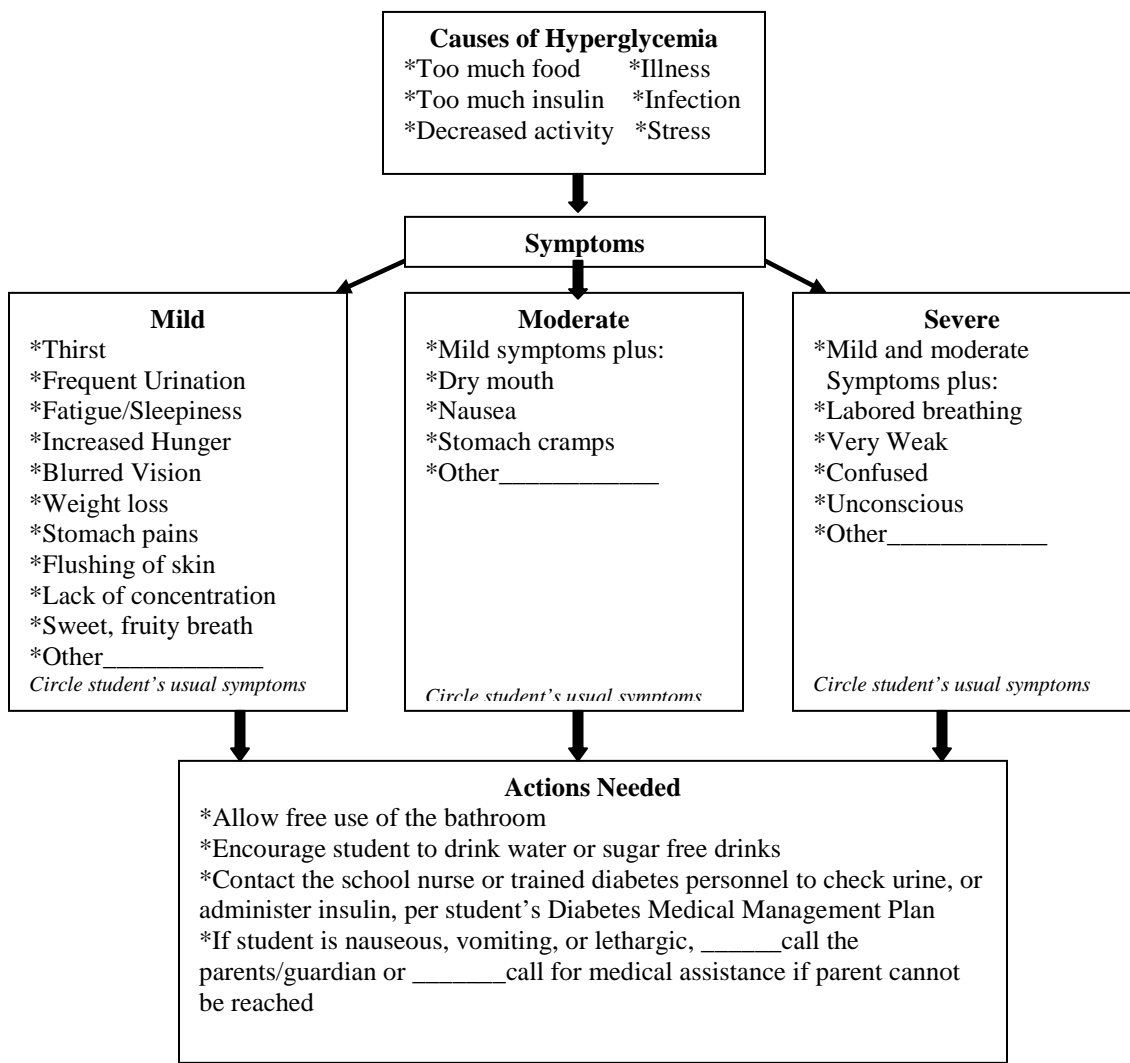 Causes of Hyperglycemia
*Too much food *Illness
*Too much insulin *Infection
*Decreased activity *Stress
Symptoms
Mild
*Thirst
*Frequent Urination
*Fatigue/Sleepiness
*Increased Hunger
*Blurred Vision
*Weight loss
*Stomach pains
*Flushing of skin
*Lack of concentration
*Sweet, fruity breath
*Other____________
Circle student’s usual symptoms
Moderate
*Mild symptoms plus:
*Dry mouth
*Nausea
*Stomach cramps
*Other____________
Circle student’s usual symptoms
Severe
*Mild and moderate
Symptoms plus:
*Labored breathing
*Very Weak
*Confused
*Unconscious
*Other____________
Circle student’s usual symptoms
Actions Needed
*Allow free use of the bathroom
*Encourage student to drink water or sugar free drinks
*Contact the school nurse or trained diabetes personnel to check urine, or
administer insulin, per student’s Diabetes Medical Management Plan
*If student is nauseous, vomiting, or lethargic, ______call the
parents/guardian or _______call for medical assistance if parent cannot
be reached